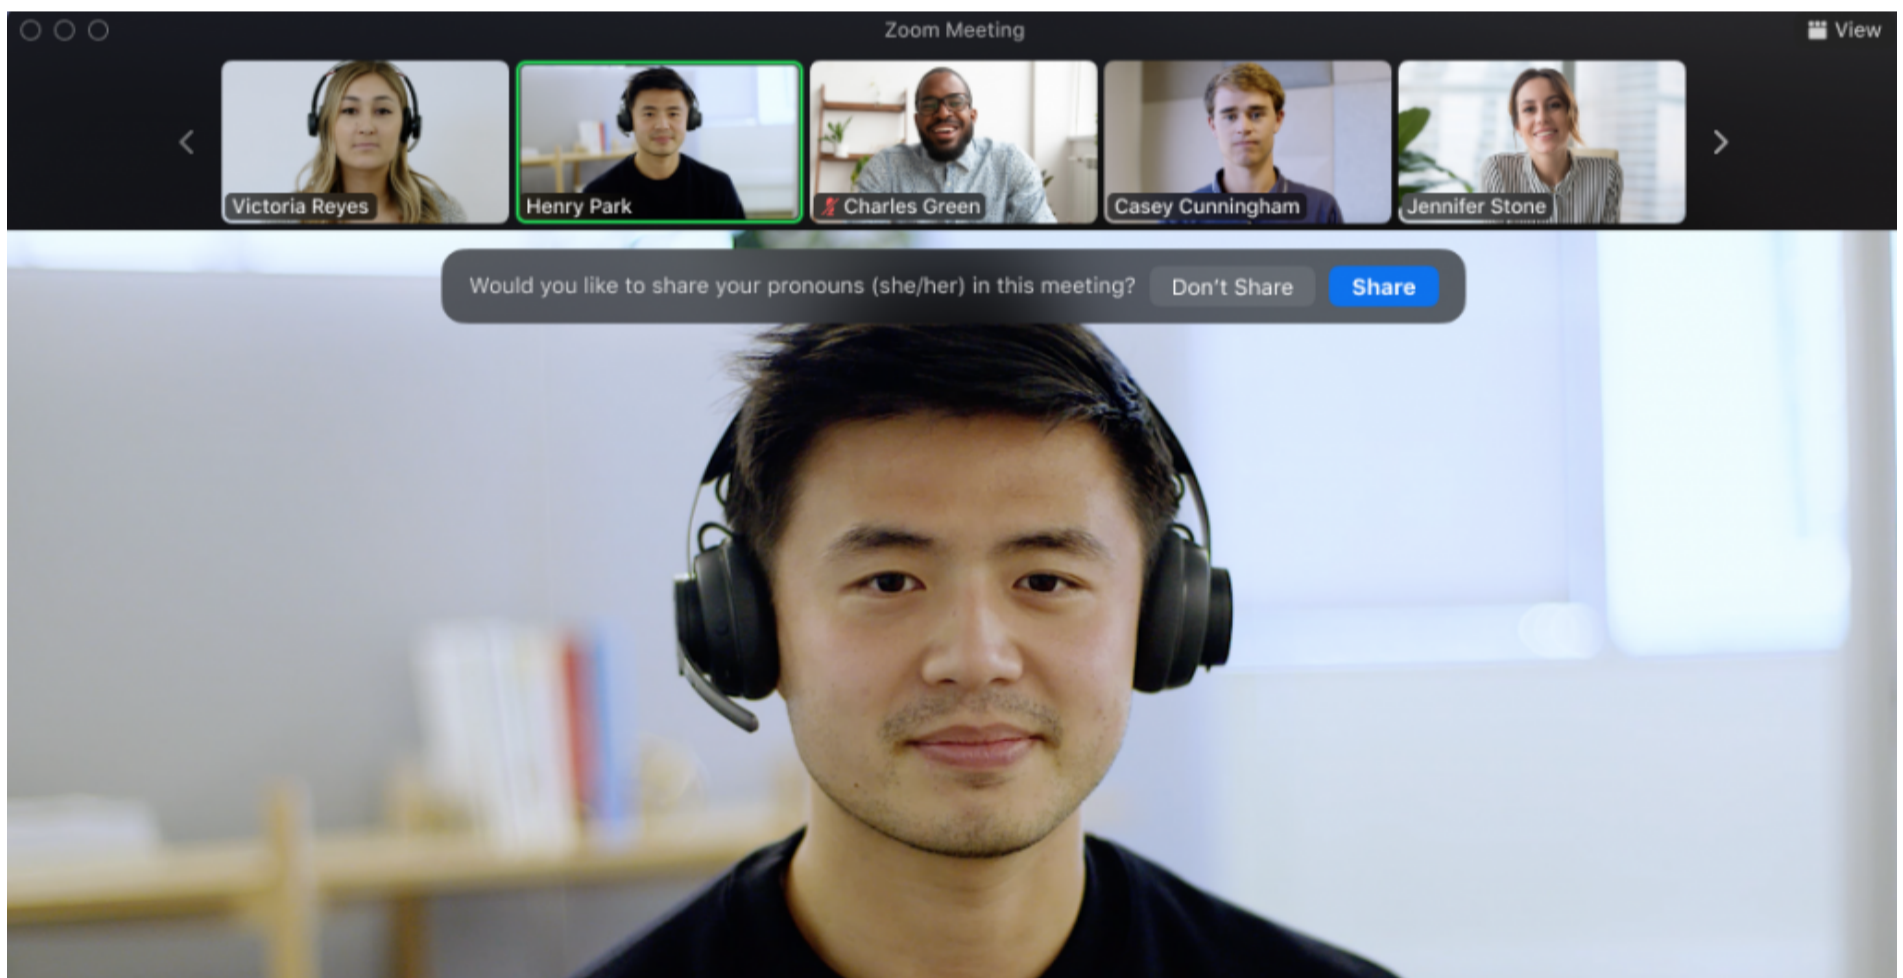 Zoom Meeting
View
Victoria Reyes
Henry Park
Charles Green
Casey Cunningham
Jennifer Stone
Would you like to share your pronouns (she/her) in this meeting? Don't Share Share